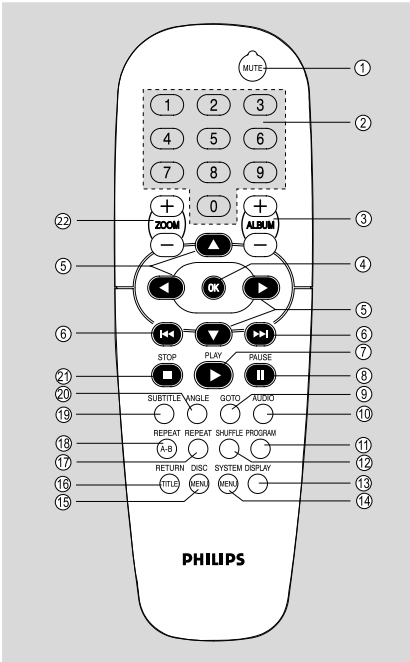 MUTE 1
1 2 3 2
4 5 6
7 8 9
0
+ +
22 ZOOM ALBUM 3
− −
5 OK 4
5
6 6
STOP PLAY PAUSE 7
21 8
20 9
SUBTITLE ANGLE GOTO AUDIO
19 10
REPEAT REPEAT SHUFFLE PROGRAM
18 A-B 11
17 12
RETURN DISC SYSTEM DISPLAY
16 TITLE MENU MENU 13
15 14
PHILIPS